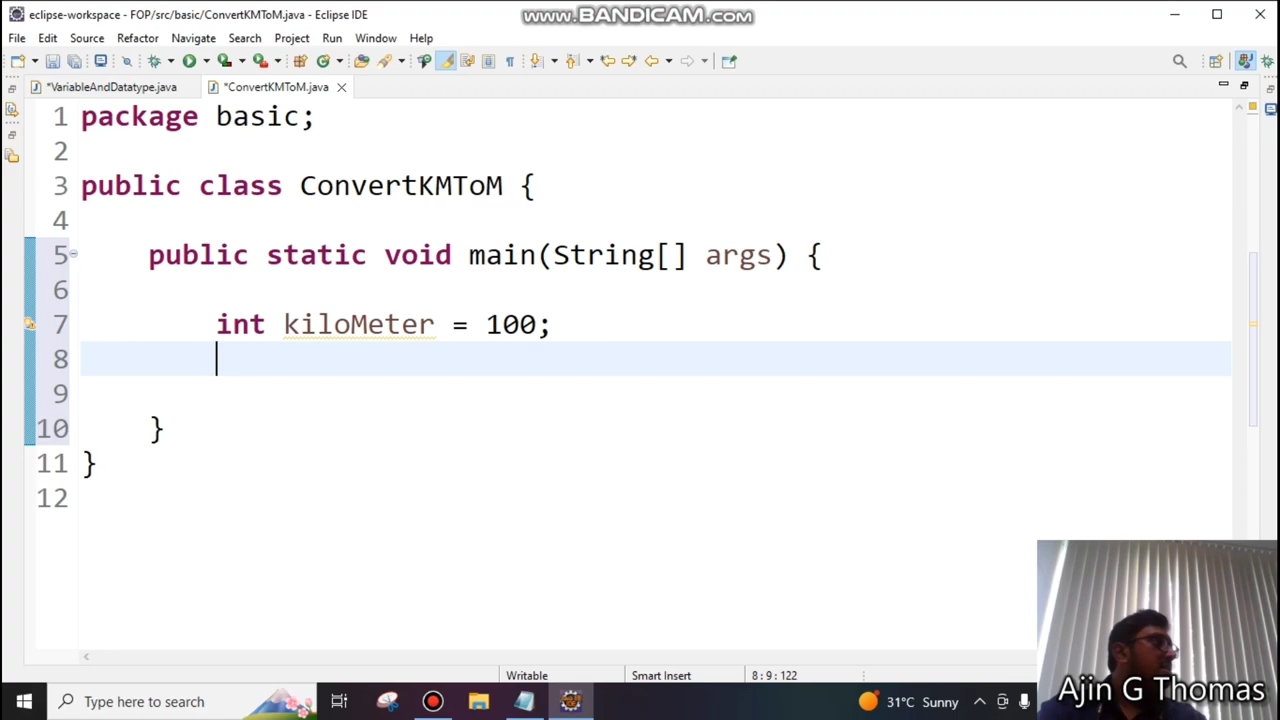 eclipse-workspace - FOP/src/basic/ConvertKMToM.java - Eclipse IDE
www.BANDICAM.com
File Edit Source Refactor Navigate Search Project Run Window Help
*VariableAndDatatype.java
*ConvertKMToM.java
1 package basic;
2
3 public class ConvertKMToM {
4
5 public static void main(String[] args) {
6
7 int kiloMeter = 100;
8
9
10 }
11 }
12
Writable
Smart Insert
8 : 9 : 122
Type here to search
31°C Sunny
Ajin G Thomas